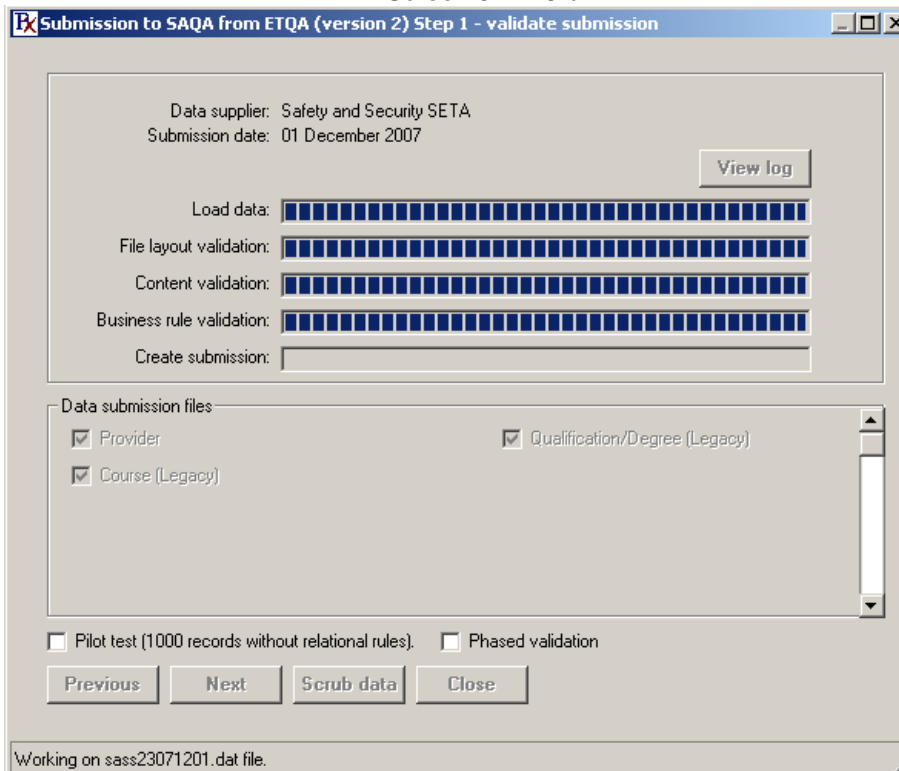 Submission to SAQA from ETQA (version 2) Step 1 - validate submission
Data supplier: Safety and Security SETA
Submission date: 01 December 2007
View log
Load data:
File layout validation:
Content validation:
Business rule validation:
Create submission:
Data submission files
Provider Qualification/Degree (Legacy)
Course (Legacy)
Pilot test (1000 records without relational rules). Phased validation
Previous Next Scrub data Close
Working on sass23071201.dat file.